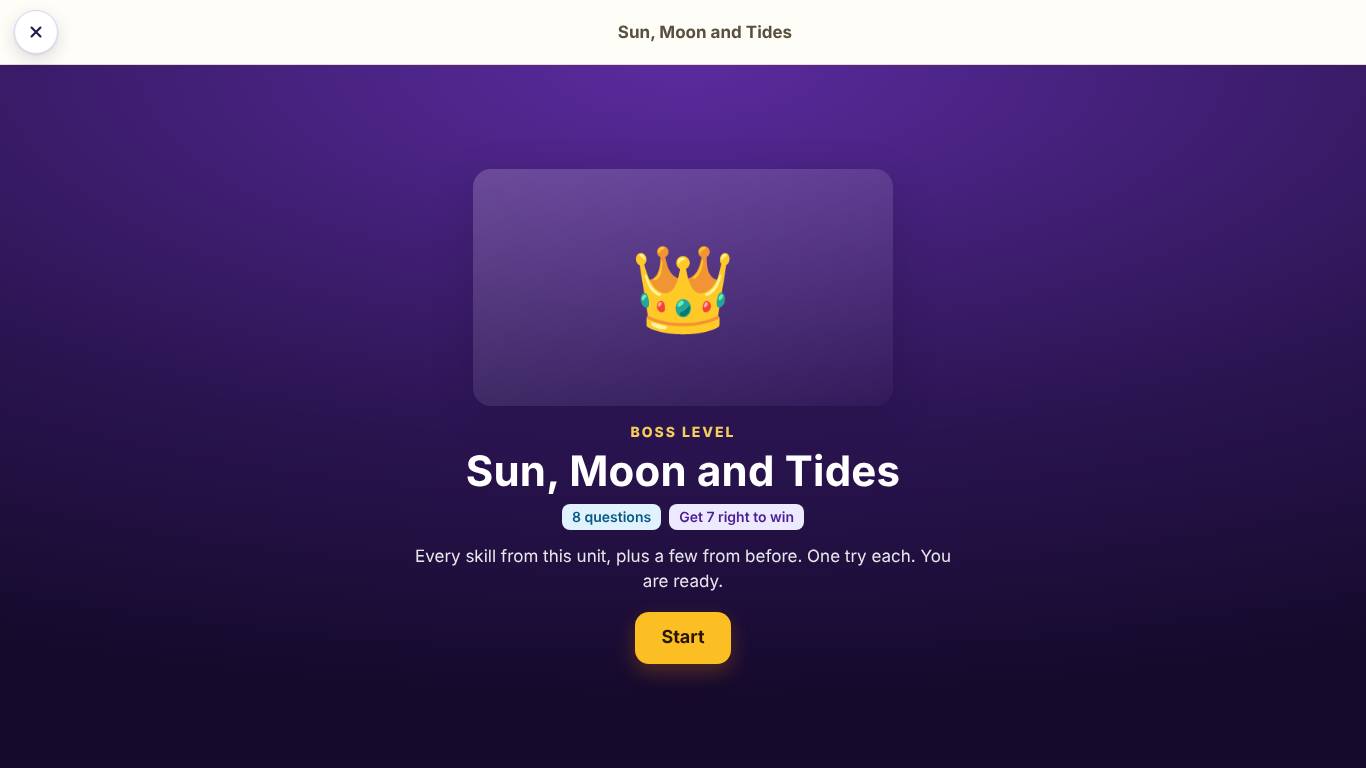 Sun, Moon and Tides
BOSS LEVEL
Sun, Moon and Tides
8 questions Get 7 right to win
Every skill from this unit, plus a few from before. One try each. You
are ready.
Start